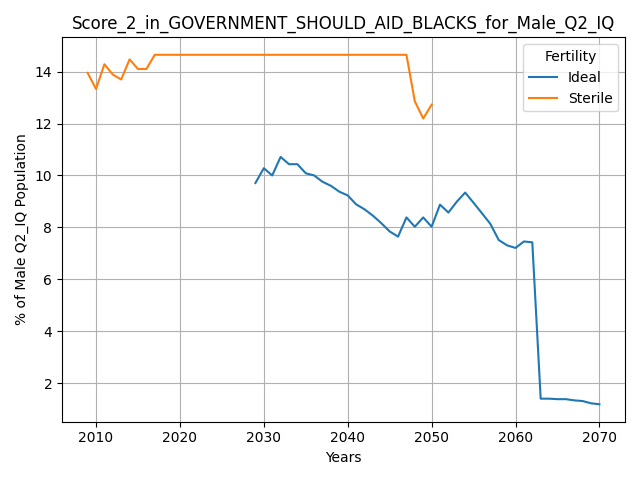 Score_2_in_GOVERNMENT_SHOULD_AID_BLACKS_for_Male_Q2_IQ
Fertility
Ideal
Sterile
% of Male Q2_IQ Population
14
12
10
8
6
4
2
2010 2020 2030 2040 2050 2060 2070
Years